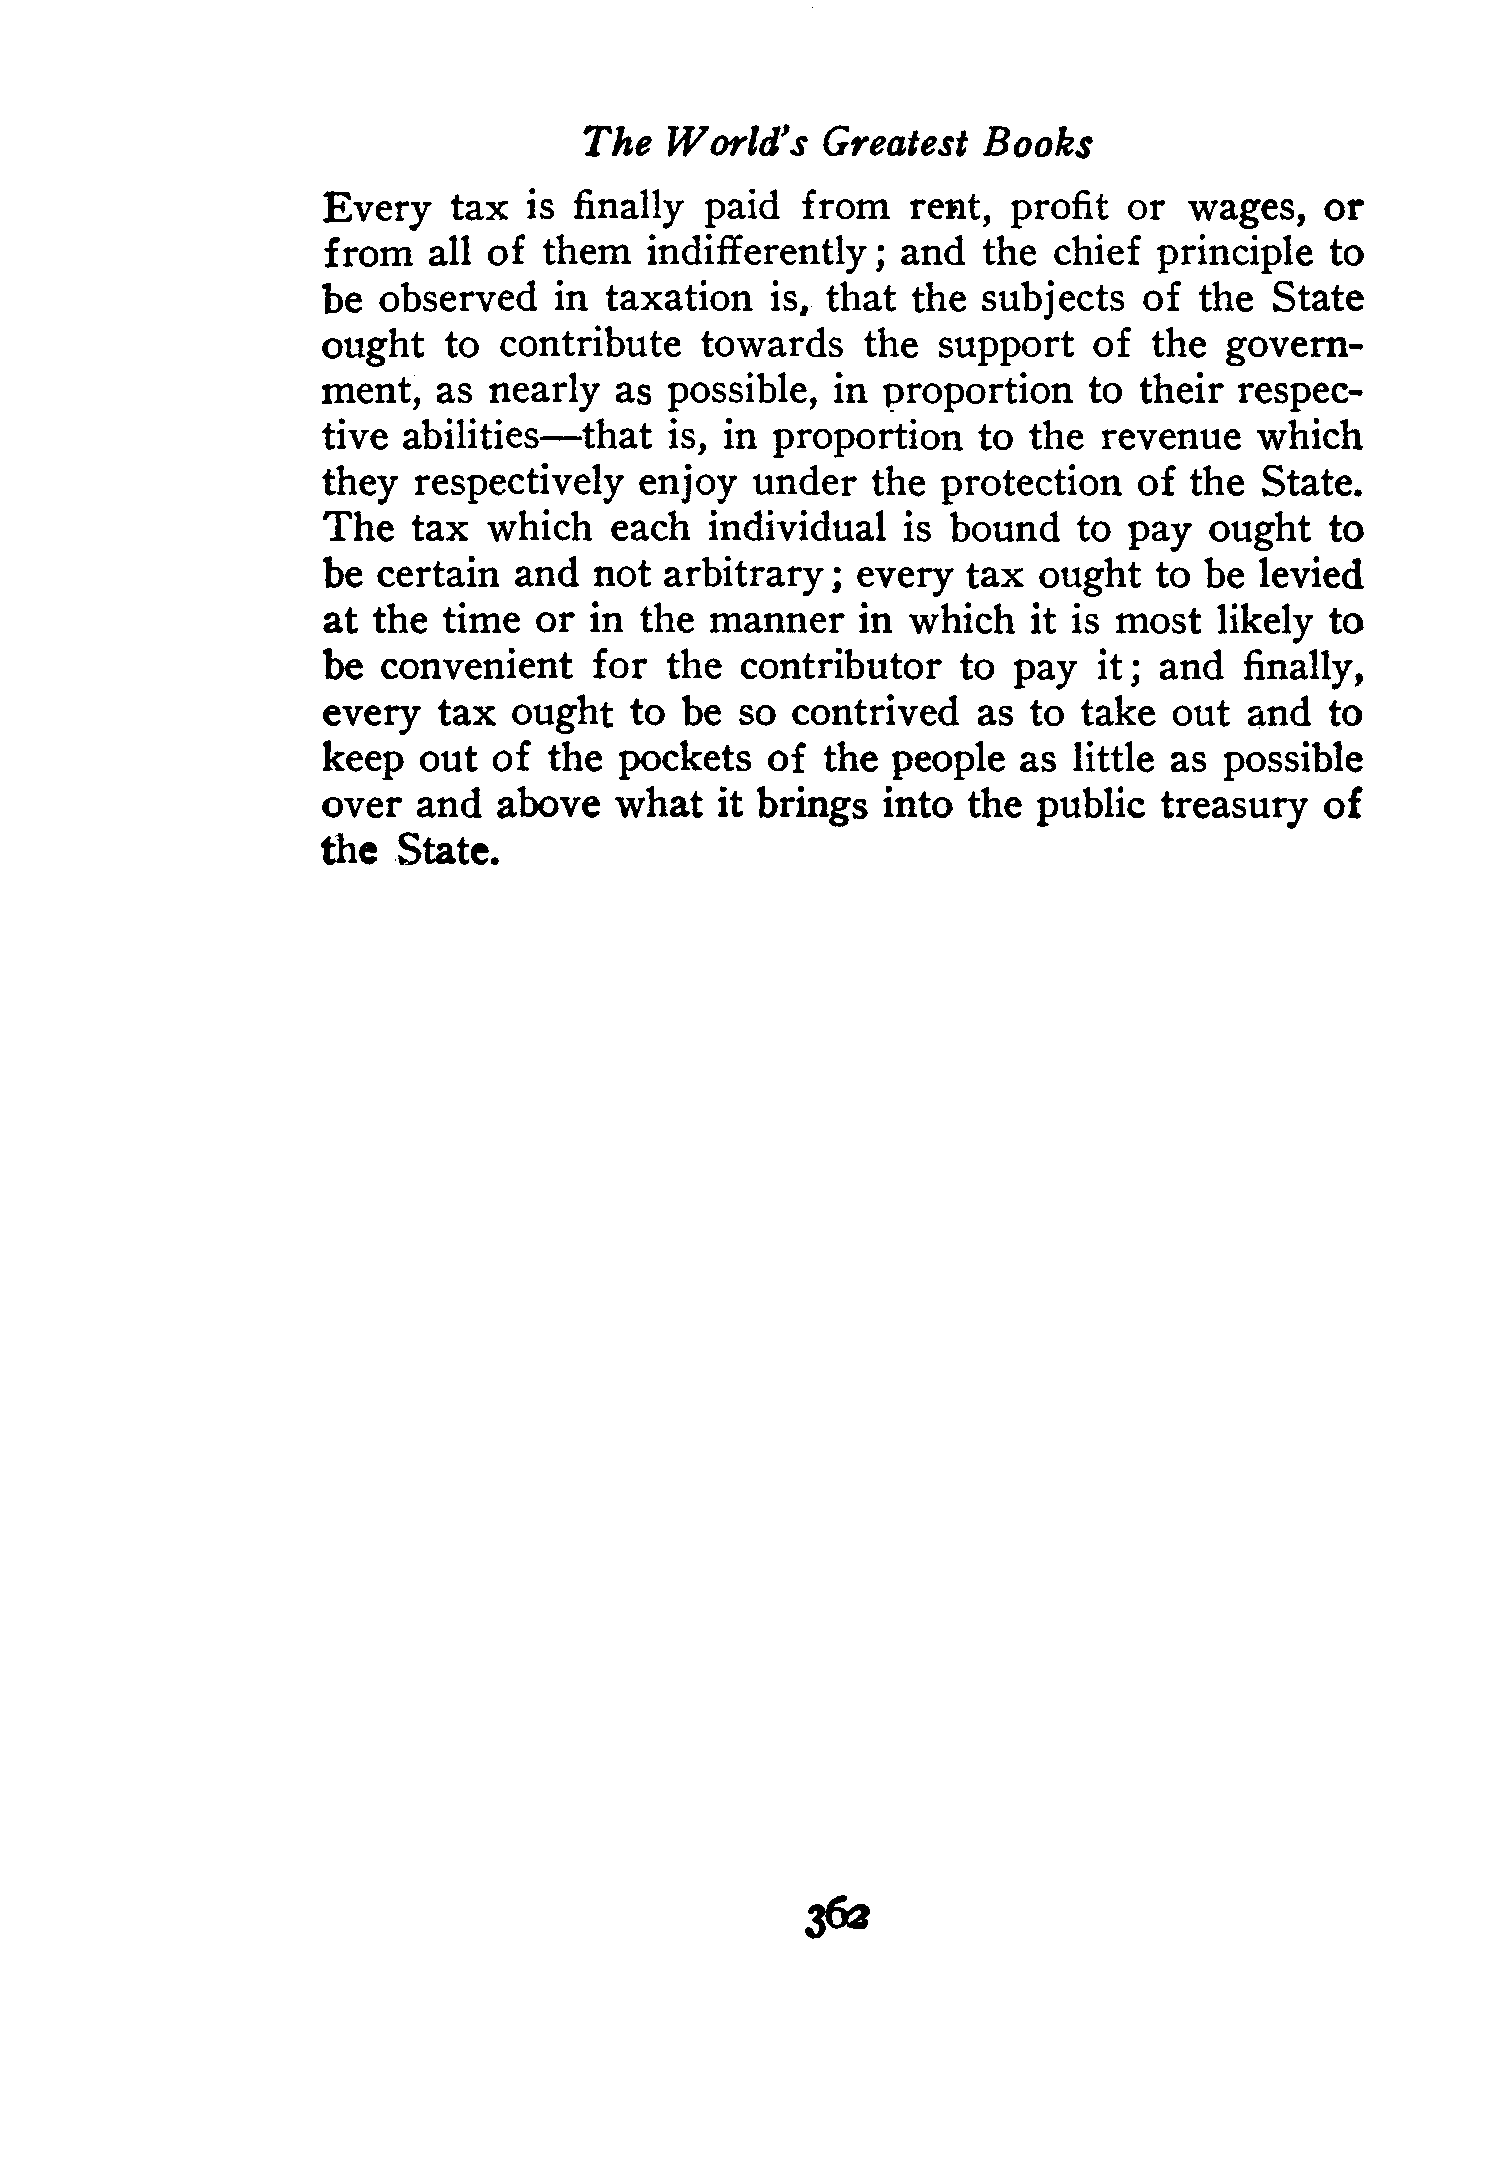 The World's Greatest Books
Every tax is finally paid from rent, profit or wages, or
from all of them indifferently; and the chief principle to
be observed in taxation is, that the subjects of the State
ought to contribute towards the support of the govern-
ment, as nearly as possible, in proportion to their respec-
tive abilities—that is, in proportion to the revenue which
they respectively enjoy under the protection of the State.
The tax which each individual is bound to pay ought to
be certain and not arbitrary; every tax ought to be levied
at the time or in the manner in which it is most likely to
be convenient for the contributor to pay it; and finally,
every tax ought to be so contrived as to take out and to
keep out of the pockets of the people as little as possible
over and above what it brings into the public treasury of
the State.
362